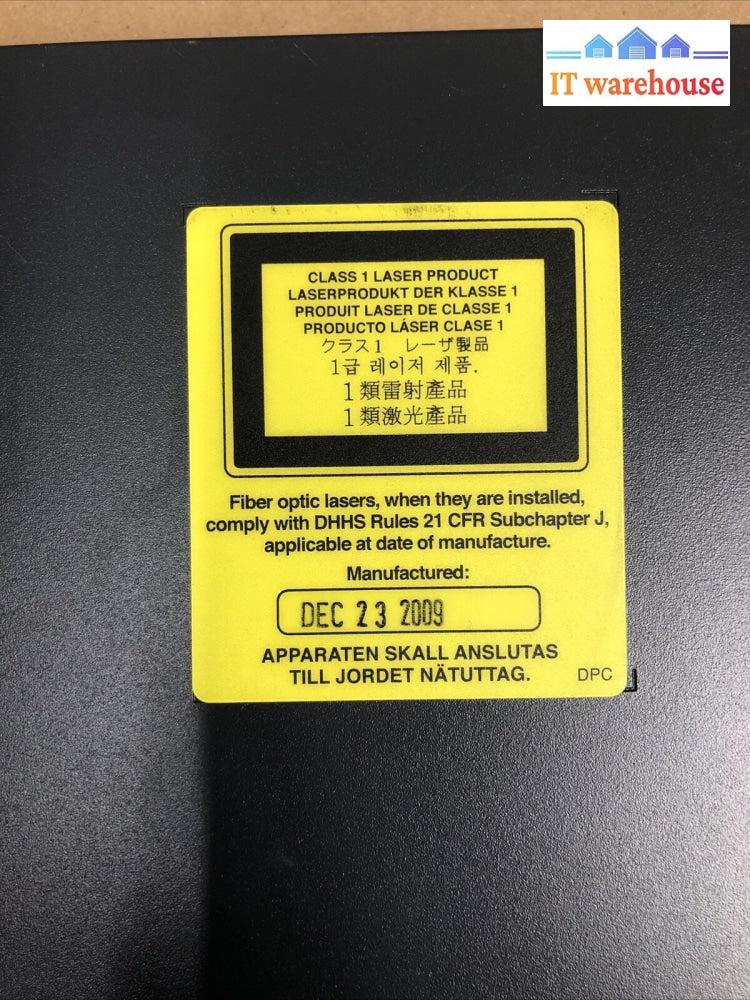 IT warehouse
CLASS 1 LASER PRODUCT
LASERPRODUKT DER KLASSE 1
PRODUIT LASER DE CLASSE 1
PRODUCTO LÁSER CLASE 1
クラス1 レーザ製品
1급 레이저 제품.
1類雷射產品
1類激光產品
Fiber optic lasers, when they are installed,
comply with DHHS Rules 21 CFR Subchapter J,
applicable at date of manufacture.
Manufactured:
DEC 23 2009
APPARATEN SKALL ANSLUTAS
TILL JORDET NÄTUTTAG.
DPC